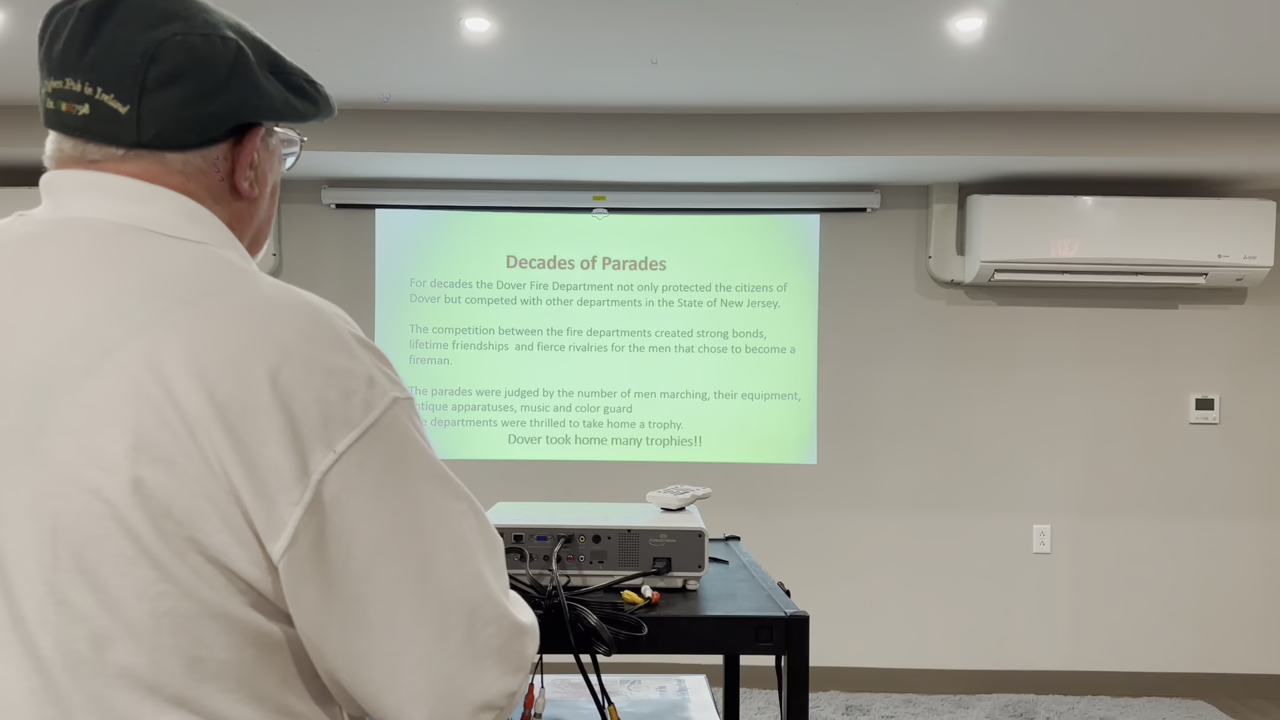 Pub in Ireland
Decades of Parades
For decades the Dover Fire Department not only protected the citizens of
Dover but competed with other departments in the State of New Jersey.
The competition between the fire departments created strong bonds,
lifetime friendships and fierce rivalries for the men that chose to become a
fireman.
The parades were judged by the number of men marching, their equipment,
apparatuses, music and color guard
departments were thrilled to take home a trophy.
Dover took home many trophies!!